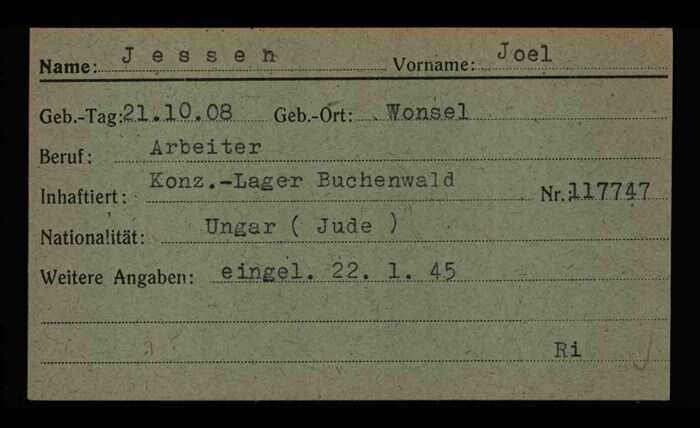 Name: Jessen Vorname: Joel
Geb.-Tag: 21.10.08 Geb.-Ort: Wonsel
Beruf: Arbeiter
Inhaftiert: Konz.-Lager Buchenwald Nr. 117747
Nationalität: Ungar ( Jude )
Weitere Angaben: eingel. 22. 1. 45
Ri